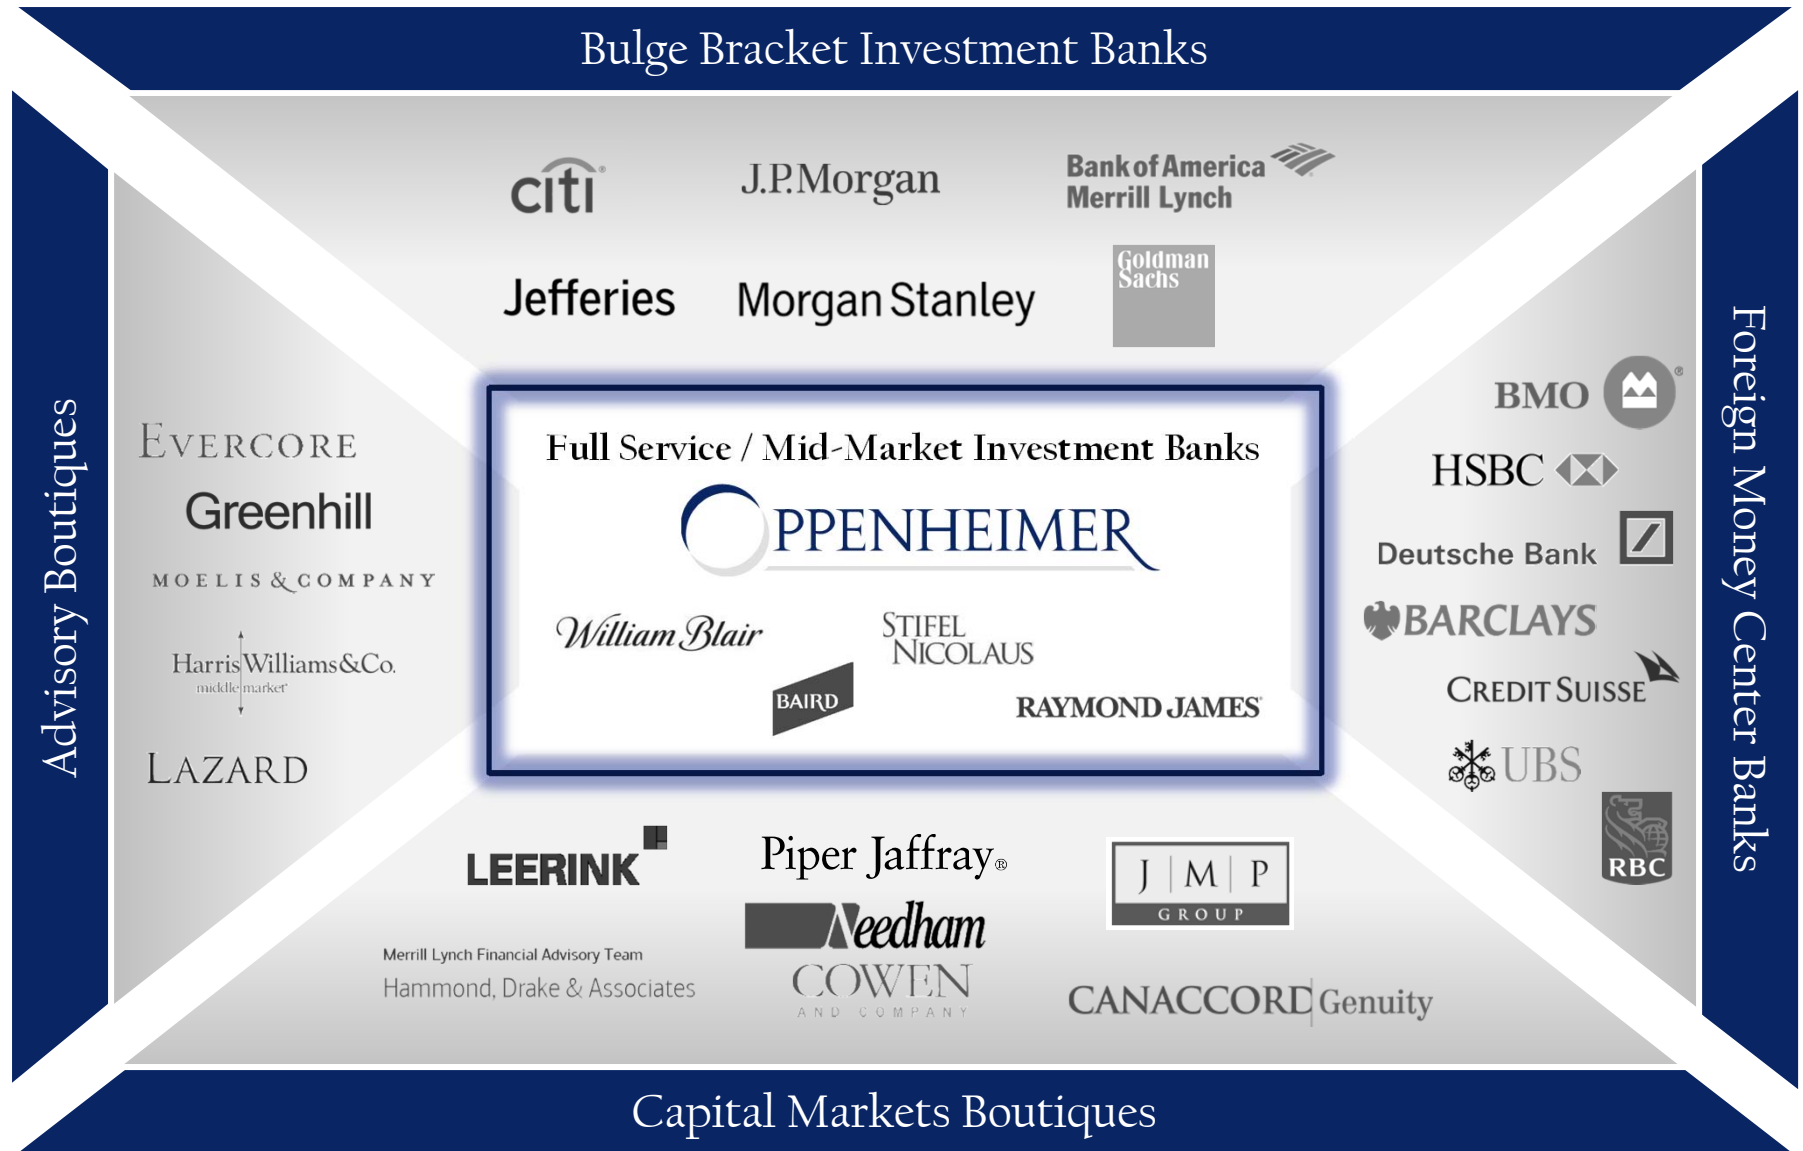 Bulge Bracket Investment Banks
citi®
J.P.Morgan
Bank of America
Merrill Lynch
Jefferies
Morgan Stanley
Goldman
Sachs
Advisory Boutiques
EVERCORE
Greenhill
MOELIS & COMPANY
Harris Williams & Co.
middle market
LAZARD
Full Service / Mid-Market Investment Banks
OPPENHEIMER
William Blair
STIFEL
NICOLAUS
BAIRD
RAYMOND JAMES®
Foreign Money Center Banks
BMO ®
HSBC
Deutsche Bank
BARCLAYS
CREDIT SUISSE
UBS
RBC
LEERINK
Piper Jaffray®
J | M | P
GROUP
Needham
Merrill Lynch Financial Advisory Team
Hammond, Drake & Associates
COWEN
AND COMPANY
CANACCORD | Genuity
Capital Markets Boutiques